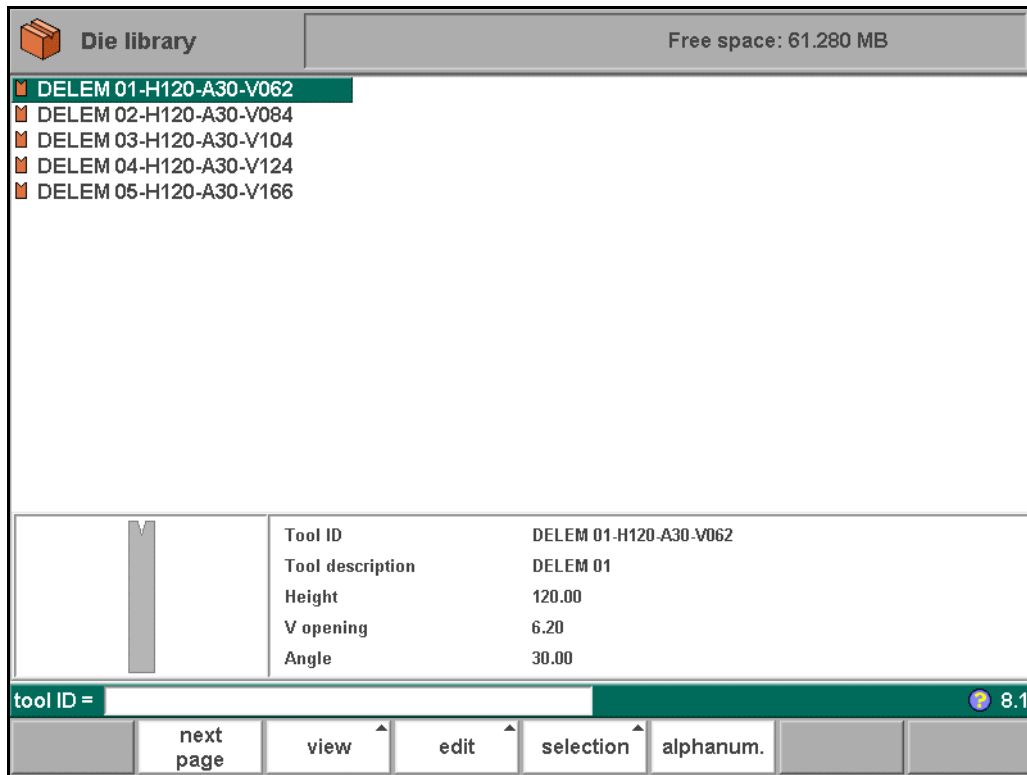 Die library
Free space: 61.280 MB
DELEM 01-H120-A30-V062
DELEM 02-H120-A30-V084
DELEM 03-H120-A30-V104
DELEM 04-H120-A30-V124
DELEM 05-H120-A30-V166
Tool ID DELEM 01-H120-A30-V062
Tool description DELEM 01
Height 120.00
V opening 6.20
Angle 30.00
tool ID =
? 8.1
next page
view
edit
selection
alphanum.